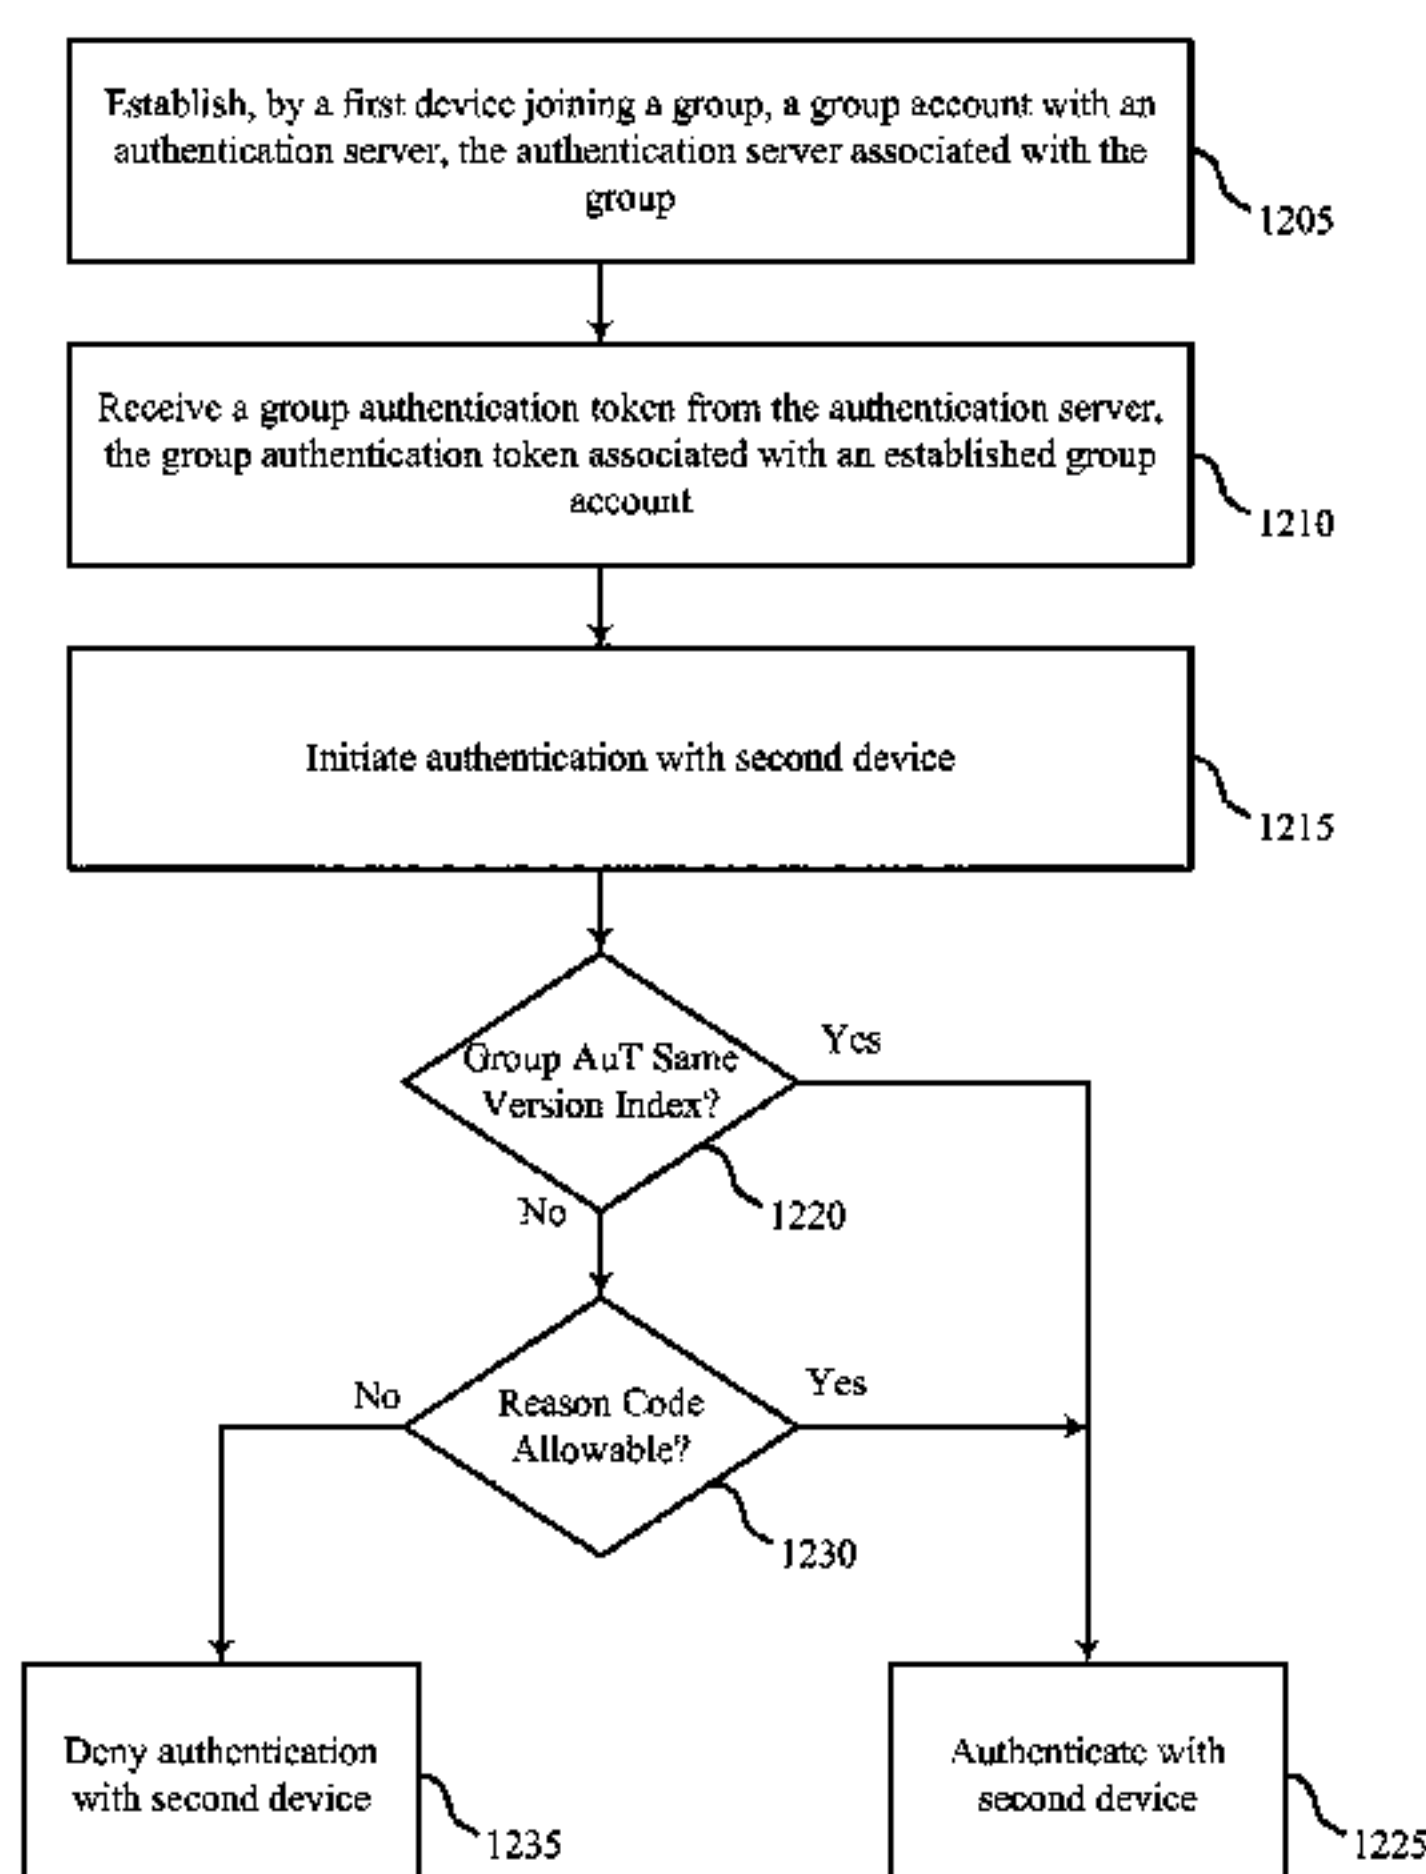 Establish, by a first device joining a group, a group account with an
authentication server, the authentication server associated with the
group
1205
Receive a group authentication token from the authentication server,
the group authentication token associated with an established group
account
1210
Initiate authentication with second device
1215
Group AuT Same
Version Index?
Yes
1220
No
Reason Code
Allowable?
No
Yes
1230
Deny authentication
with second device
1235
Authenticate with
second device
1225